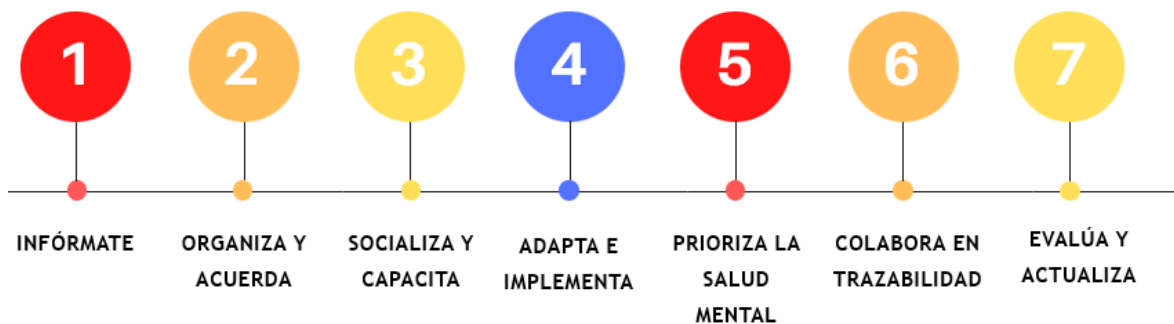 1
2
3
4
5
6
7
INFÓRMATE
ORGANIZA Y
ACUERDA
SOCIALIZA Y
CAPACITA
ADAPTA E
IMPLEMENTA
PRIORIZA LA
SALUD
MENTAL
COLABORA EN
TRAZABILIDAD
EVALÚA Y
ACTUALIZA